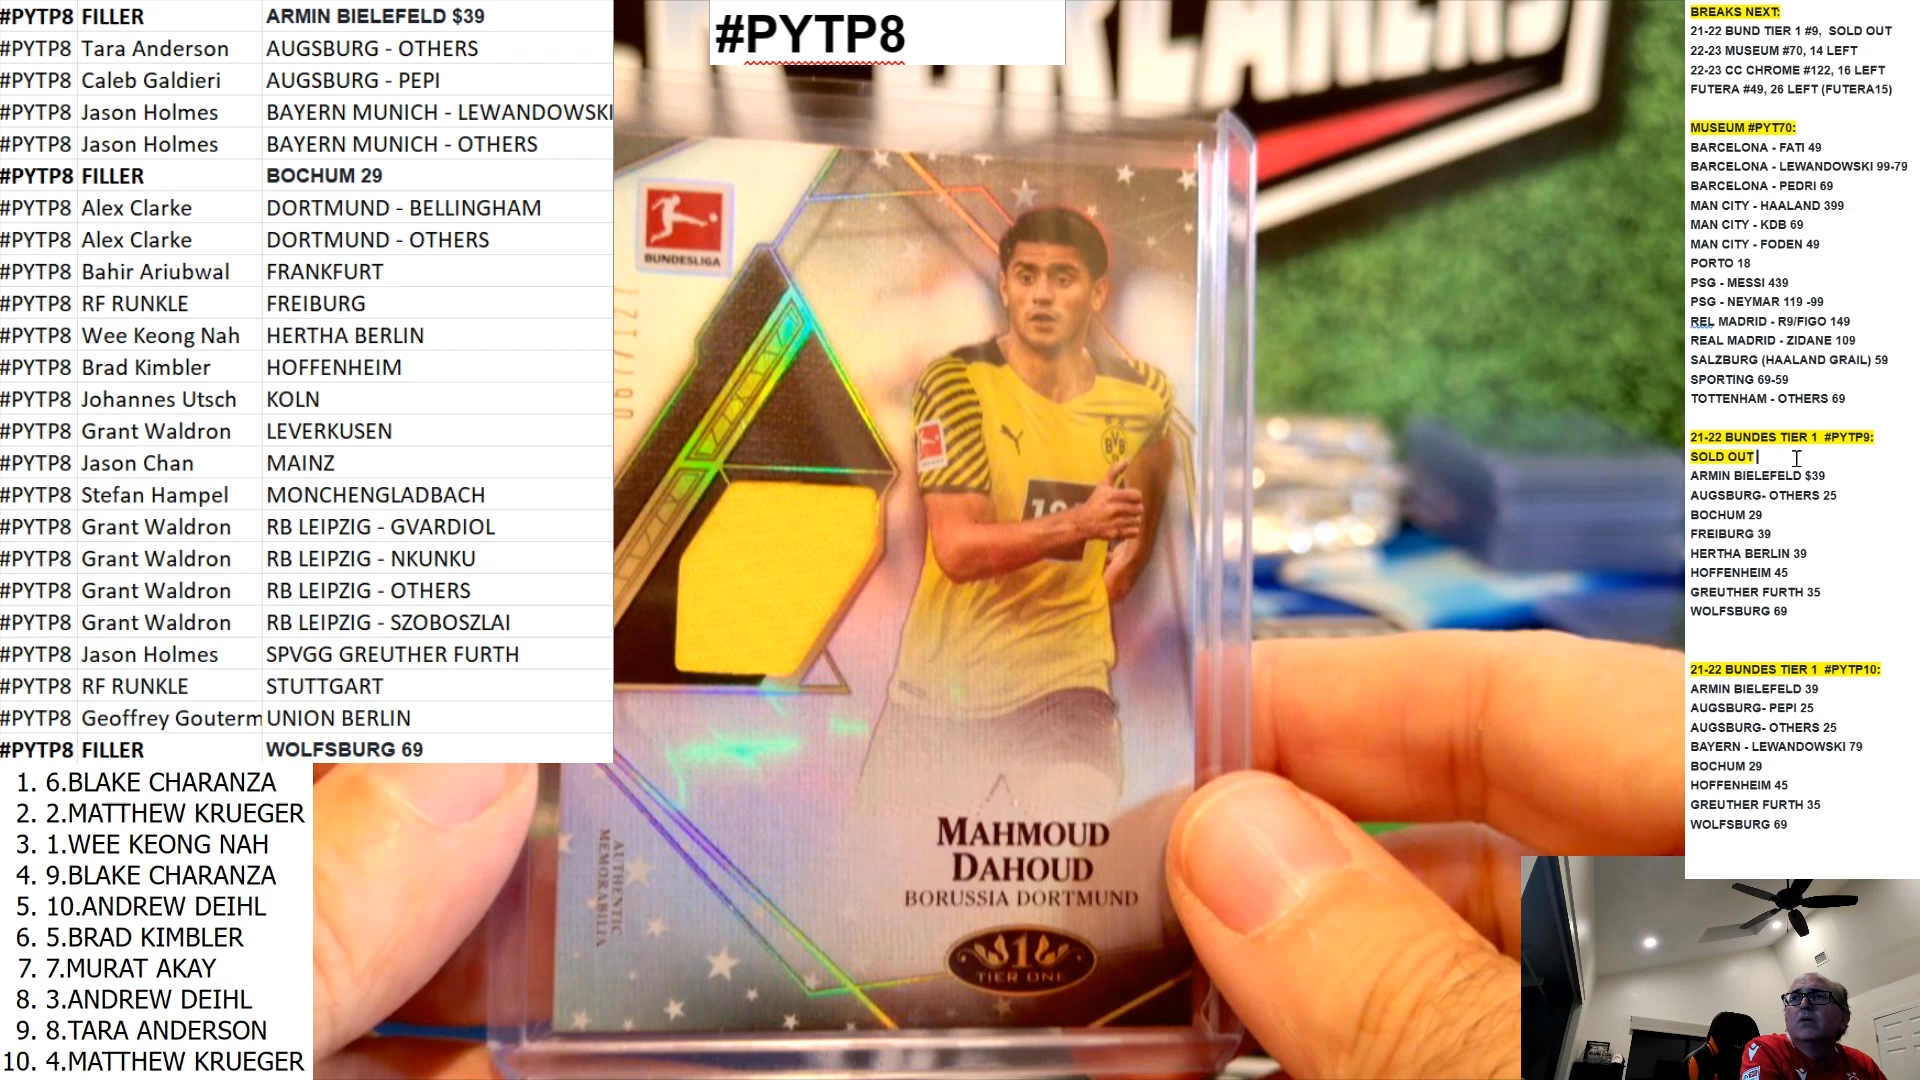 #PYTP8 FILLER ARMIN BIELEFELD $39
#PYTP8 Tara Anderson AUGSBURG - OTHERS
#PYTP8 Caleb Galdieri AUGSBURG - PEPI
#PYTP8 Jason Holmes BAYERN MUNICH - LEWANDOWSKI
#PYTP8 Jason Holmes BAYERN MUNICH - OTHERS
#PYTP8 FILLER BOCHUM 29
#PYTP8 Alex Clarke DORTMUND - BELLINGHAM
#PYTP8 Alex Clarke DORTMUND - OTHERS
#PYTP8 Bahir Ariubwal FRANKFURT
#PYTP8 RF RUNKLE FREIBURG
#PYTP8 Wee Keong Nah HERTHA BERLIN
#PYTP8 Brad Kimbler HOFFENHEIM
#PYTP8 Johannes Utsch KOLN
#PYTP8 Grant Waldron LEVERKUSEN
#PYTP8 Jason Chan MAINZ
#PYTP8 Stefan Hampel MONCHENGLADBACH
#PYTP8 Grant Waldron RB LEIPZIG - GVARDIOL
#PYTP8 Grant Waldron RB LEIPZIG - NKUNKU
#PYTP8 Grant Waldron RB LEIPZIG - OTHERS
#PYTP8 Grant Waldron RB LEIPZIG - SZOBOSZLAI
#PYTP8 Jason Holmes SPVGG GREUTHER FURTH
#PYTP8 RF RUNKLE STUTTGART
#PYTP8 Geoffrey Gouterm UNION BERLIN
#PYTP8 FILLER WOLFSBURG 69
1. 6.BLAKE CHARANZA
2. 2.MATTHEW KRUEGER
3. 1.WEE KEONG NAH
4. 9.BLAKE CHARANZA
5. 10.ANDREW DEIHL
6. 5.BRAD KIMBLER
7. 7.MURAT AKAY
8. 3.ANDREW DEIHL
9. 8.TARA ANDERSON
10. 4.MATTHEW KRUEGER
#PYTP8
BUNDESLIGA
BVB
MAHMOUD
DAHOUD
BORUSSIA DORTMUND
1
TIER ONE
AUTHENTIC
MEMORABILIA
BREAKS NEXT:
21-22 BUND TIER 1 #9, SOLD OUT
22-23 MUSEUM #70, 14 LEFT
22-23 CC CHROME #122, 16 LEFT
FUTERA #49, 26 LEFT (FUTERA15)
MUSEUM #PYT70:
BARCELONA - FATI 49
BARCELONA - LEWANDOWSKI 99-79
BARCELONA - PEDRI 69
MAN CITY - HAALAND 399
MAN CITY - KDB 69
MAN CITY - FODEN 49
PORTO 18
PSG - MESSI 439
PSG - NEYMAR 119 -99
REL MADRID - R9/FIGO 149
REAL MADRID - ZIDANE 109
SALZBURG (HAALAND GRAIL) 59
SPORTING 69-59
TOTTENHAM - OTHERS 69
21-22 BUNDES TIER 1 #PYTP9:
SOLD OUT
ARMIN BIELEFELD $39
AUGSBURG- OTHERS 25
BOCHUM 29
FREIBURG 39
HERTHA BERLIN 39
HOFFENHEIM 45
GREUTHER FURTH 35
WOLFSBURG 69
21-22 BUNDES TIER 1 #PYTP10:
ARMIN BIELEFELD 39
AUGSBURG- PEPI 25
AUGSBURG- OTHERS 25
BAYERN - LEWANDOWSKI 79
BOCHUM 29
HOFFENHEIM 45
GREUTHER FURTH 35
WOLFSBURG 69